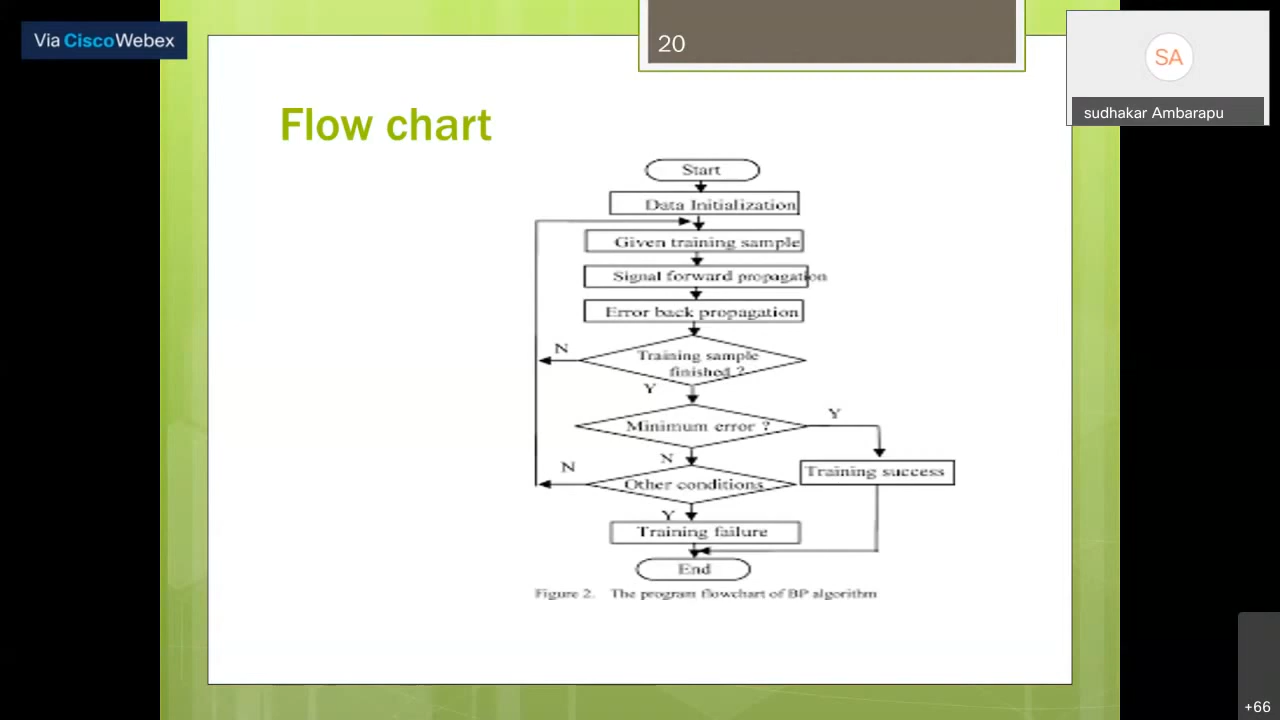 Via Cisco Webex
20
SA
sudhakar Ambarapu
Flow chart
Start
Data Initialization
Given training sample
Signal forward propagation
Error back propagation
N
Training sample
finished ?
Y
Y
Minimum error ?
N
N
Training success
Other conditions
Y
Training failure
End
Figure 2. The program flowchart of BP algorithm
+66